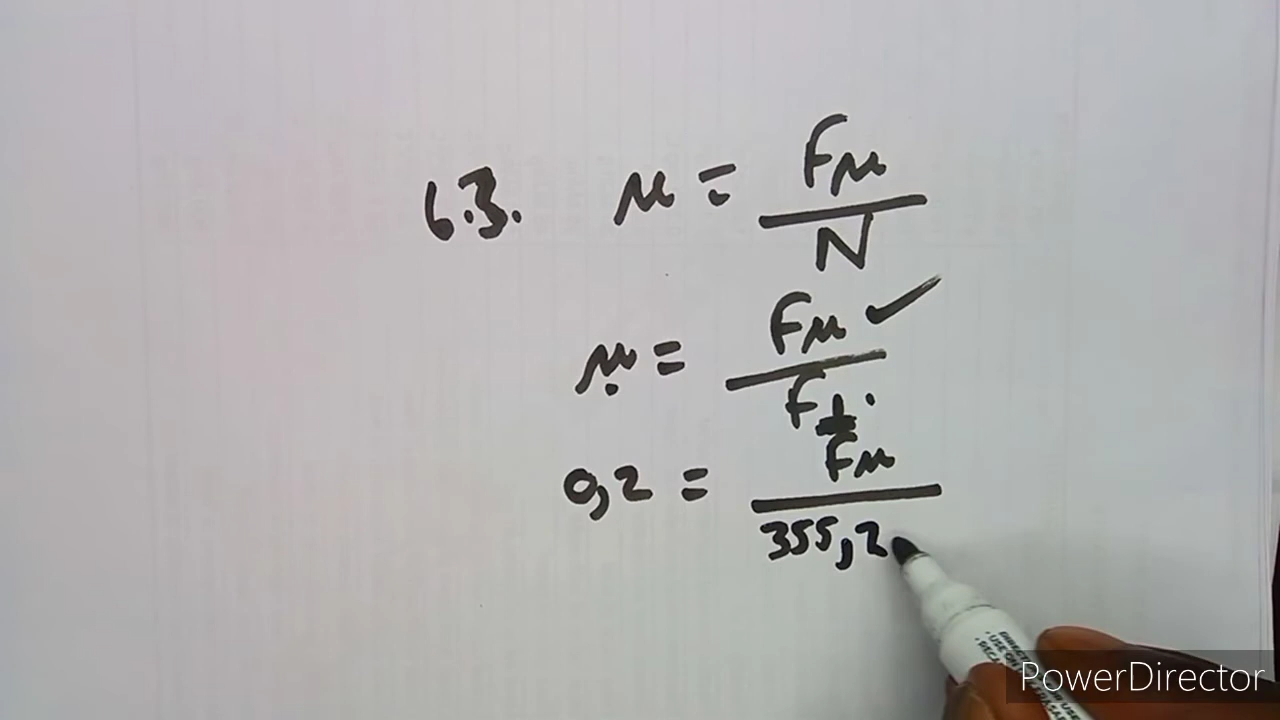 6.3. μ = Fμ
N
μ = Fμ ✓
F⊥
0,2 = Fμ
355,2
PowerDirector